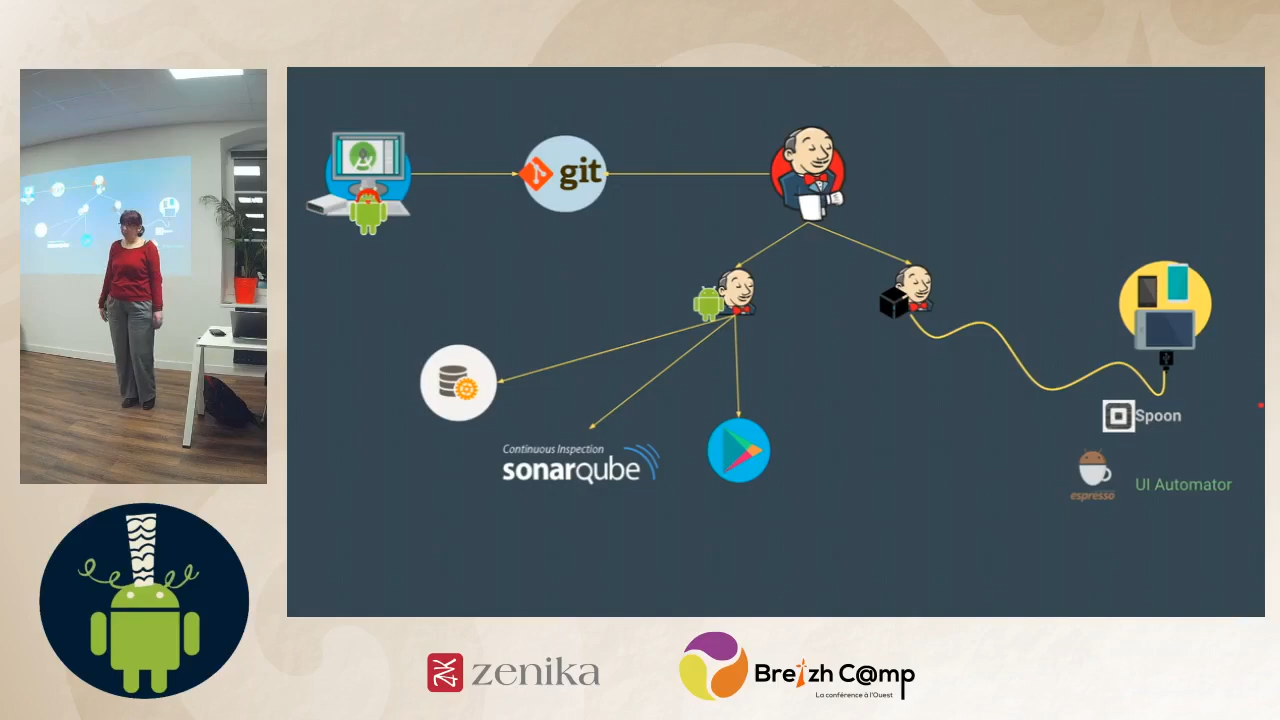 git
Continuous Inspection
sonarqube
Spoon
espresso
UI Automator
zenika
Breizh C@mp
La conférence à l'Ouest